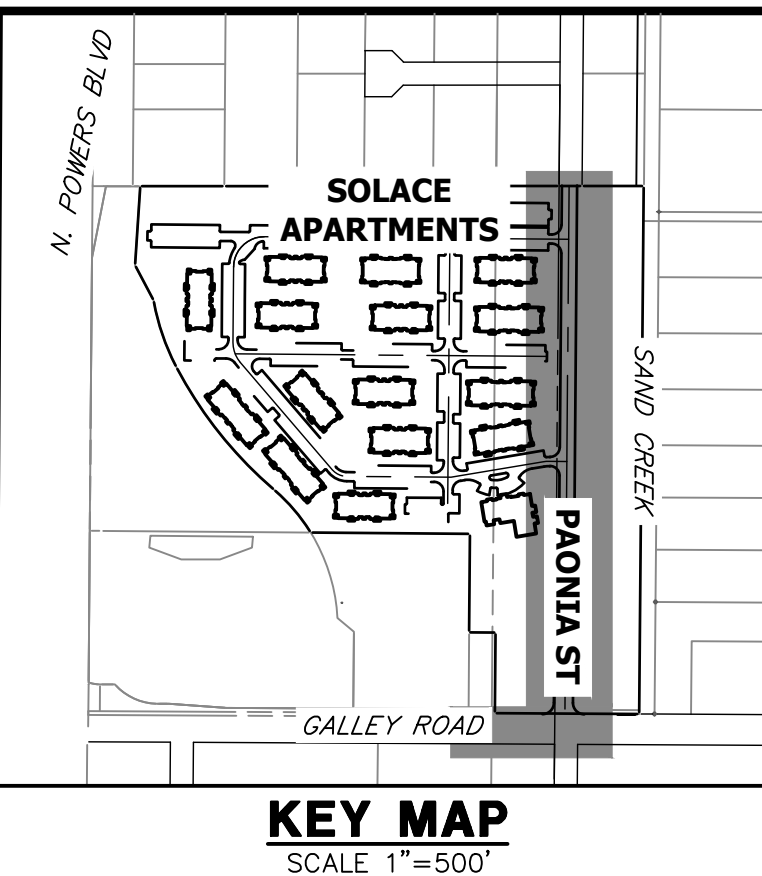 N. POWERS BLVD
SOLACE
APARTMENTS
SAND CREEK
PAONIA ST
GALLEY ROAD
KEY MAP
SCALE 1"=500'